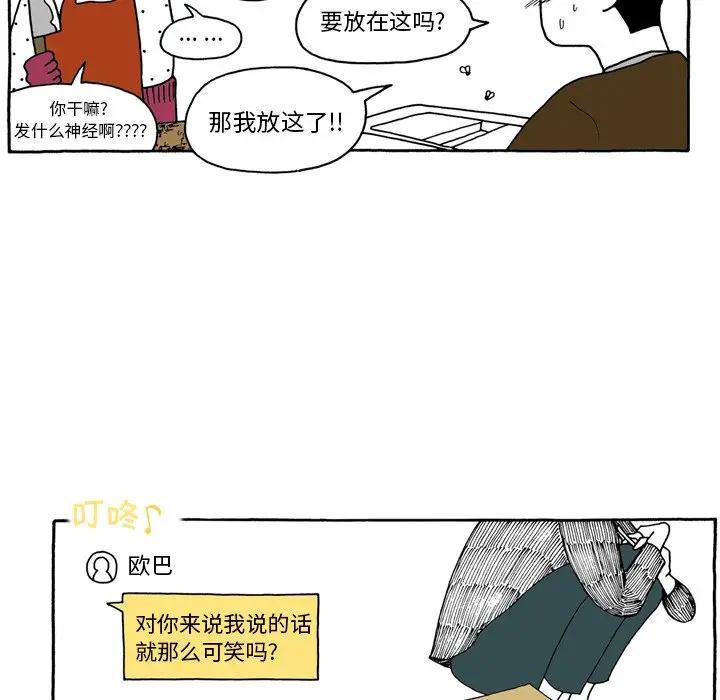 要放在这吗?
... ...
你干嘛?
发什么神经啊????
那我放这了!!
叮咚♪
欧巴
对你来说我说的话
就那么可笑吗?